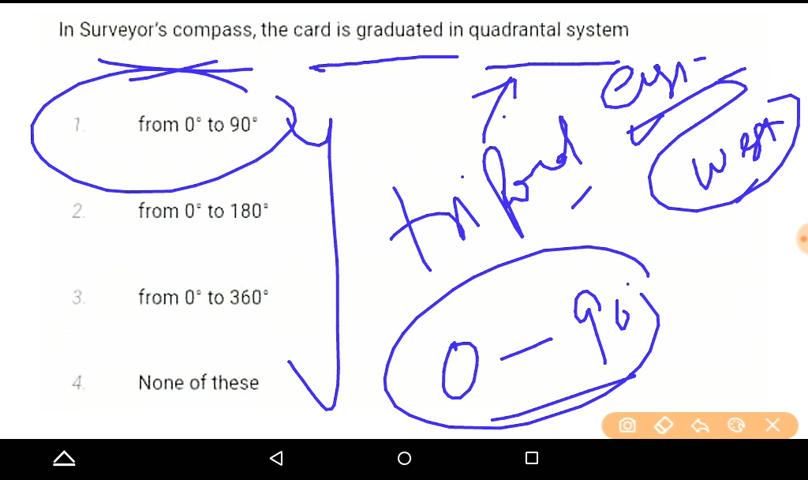 In Surveyor's compass, the card is graduated in quadrantal system
1. from 0° to 90°
2. from 0° to 180°
3. from 0° to 360°
4. None of these
west
0 – 90